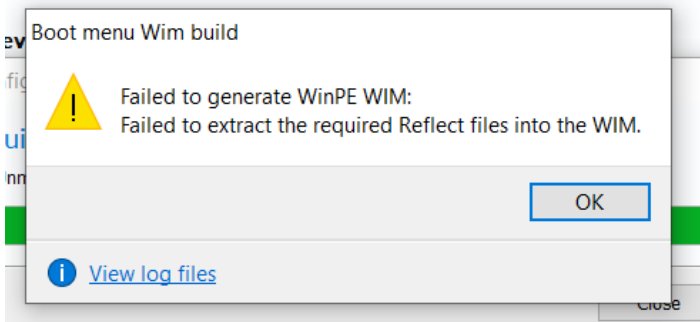 Boot menu Wim build
Failed to generate WinPE WIM:
Failed to extract the required Reflect files into the WIM.
OK
View log files
Close